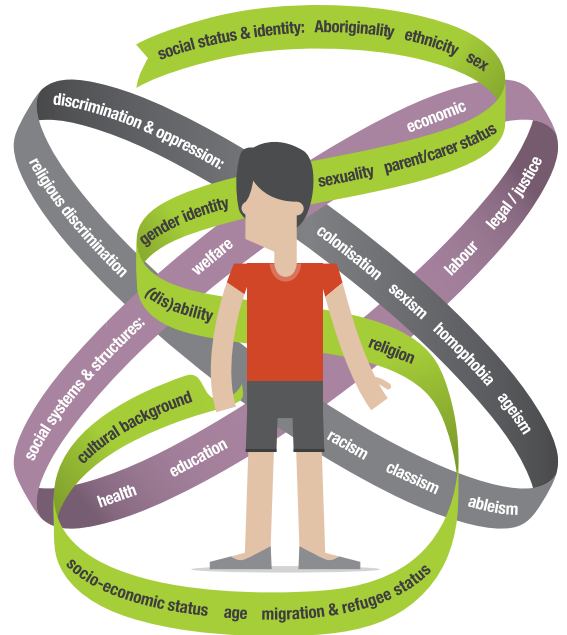 social status & identity: Aboriginality ethnicity sex
sexuality parent/carer status
gender identity
(dis)ability
religion
cultural background
socio-economic status age migration & refugee status
discrimination & oppression:
colonisation sexism homophobia ageism
religious discrimination
racism classism ableism
social systems & structures:
welfare
economic
labour legal / justice
health education